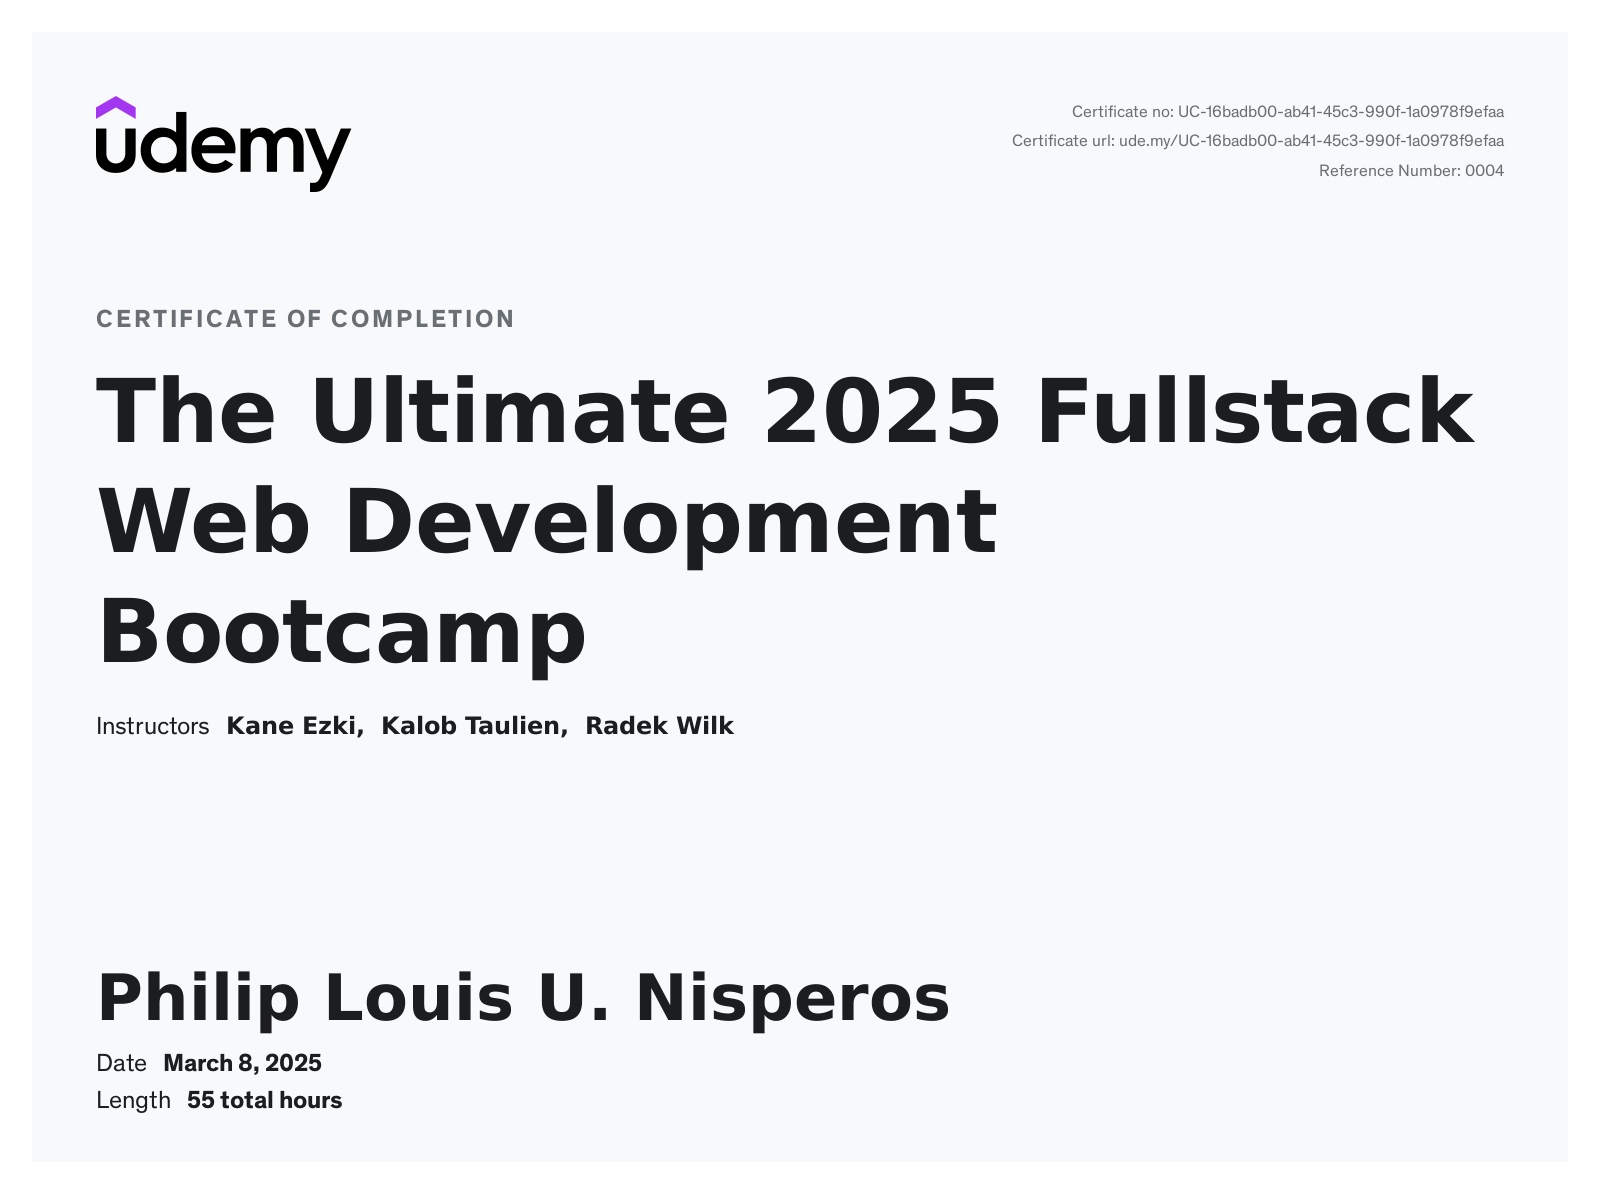 udemy
Certificate no: UC-16badb00-ab41-45c3-990f-1a0978f9efaa
Certificate url: ude.my/UC-16badb00-ab41-45c3-990f-1a0978f9efaa
Reference Number: 0004
CERTIFICATE OF COMPLETION
The Ultimate 2025 Fullstack
Web Development
Bootcamp
Instructors Kane Ezki, Kalob Taulien, Radek Wilk
Philip Louis U. Nisperos
Date March 8, 2025
Length 55 total hours